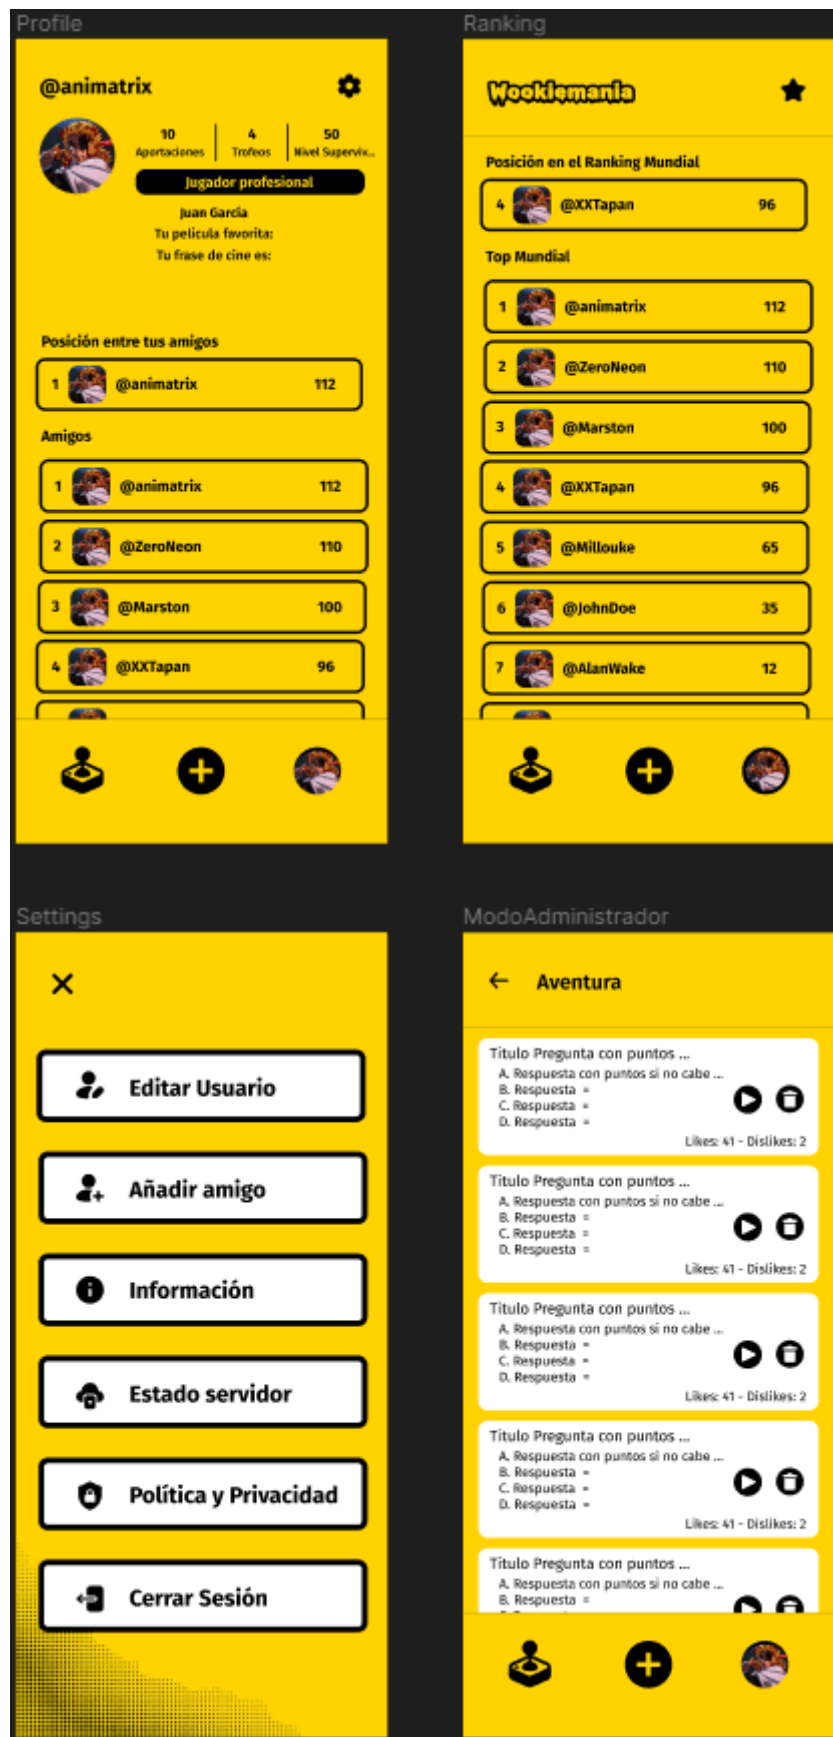 Profile
@animatrix
10 4 50
Aportaciones Trofeos Nivel Supervix...
Jugador profesional
Juan García
Tu pelicula favorita:
Tu frase de cine es:
Posición entre tus amigos
1 @animatrix 112
Amigos
1 @animatrix 112
2 @ZeroNeon 110
3 @Marston 100
4 @XXTapan 96
Ranking
Wookiemania
Posición en el Ranking Mundial
4 @XXTapan 96
Top Mundial
1 @animatrix 112
2 @ZeroNeon 110
3 @Marston 100
4 @XXTapan 96
5 @Millouke 65
6 @JohnDoe 35
7 @AlanWake 12
Settings
Editar Usuario
Añadir amigo
Información
Estado servidor
Política y Privacidad
Cerrar Sesión
ModoAdministrador
Aventura
Titulo Pregunta con puntos ...
A. Respuesta con puntos si no cabe ...
B. Respuesta =
C. Respuesta =
D. Respuesta =
Likes: 41 - Dislikes: 2
Titulo Pregunta con puntos ...
A. Respuesta con puntos si no cabe ...
B. Respuesta =
C. Respuesta =
D. Respuesta =
Likes: 41 - Dislikes: 2
Titulo Pregunta con puntos ...
A. Respuesta con puntos si no cabe ...
B. Respuesta =
C. Respuesta =
D. Respuesta =
Likes: 41 - Dislikes: 2
Titulo Pregunta con puntos ...
A. Respuesta con puntos si no cabe ...
B. Respuesta =
C. Respuesta =
D. Respuesta =
Likes: 41 - Dislikes: 2
Titulo Pregunta con puntos ...
A. Respuesta con puntos si no cabe ...
B. Respuesta =